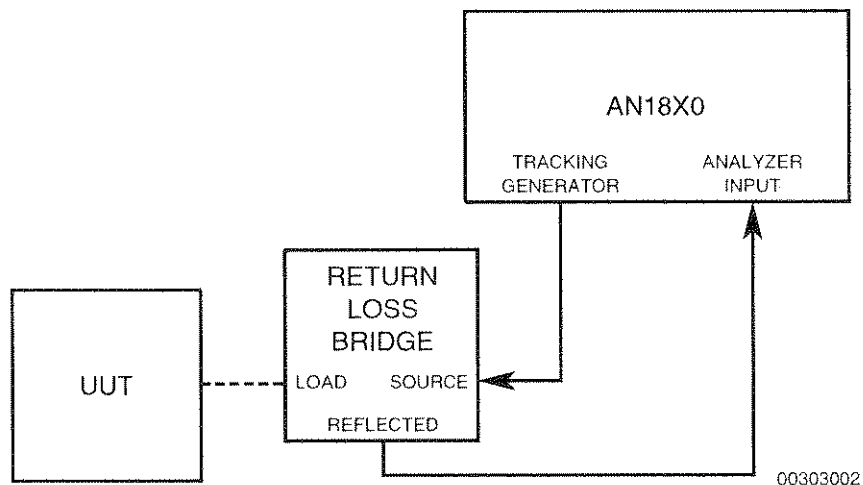 AN18X0
TRACKING
GENERATOR
ANALYZER
INPUT
RETURN
LOSS
BRIDGE
LOAD
SOURCE
REFLECTED
UUT
00303002